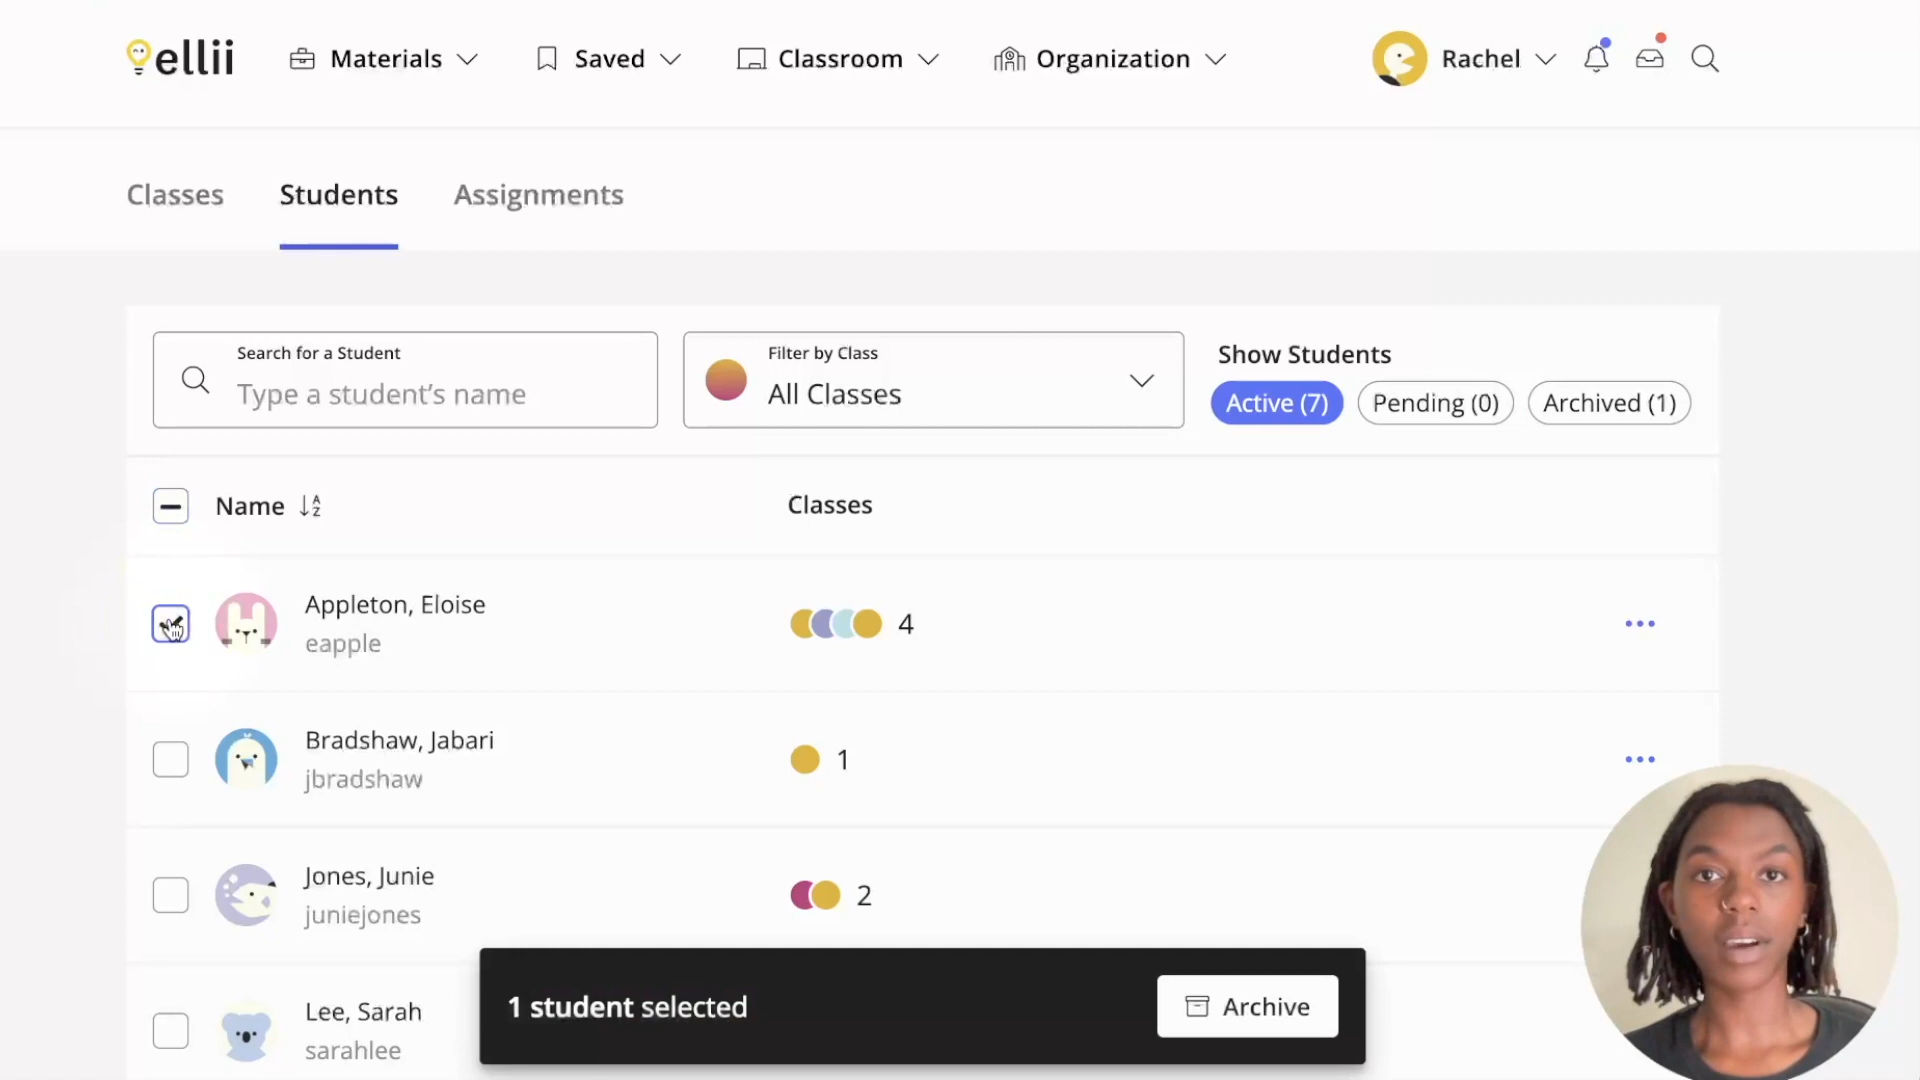 ellii
Materials
Saved
Classroom
Organization
Rachel
Classes
Students
Assignments
Search for a Student
Type a student’s name
Filter by Class
All Classes
Show Students
Active (7)
Pending (0)
Archived (1)
Name
Classes
Appleton, Eloise
eapple
4
Bradshaw, Jabari
jbradshaw
1
Jones, Junie
juniejones
2
Lee, Sarah
sarahlee
1 student selected
Archive